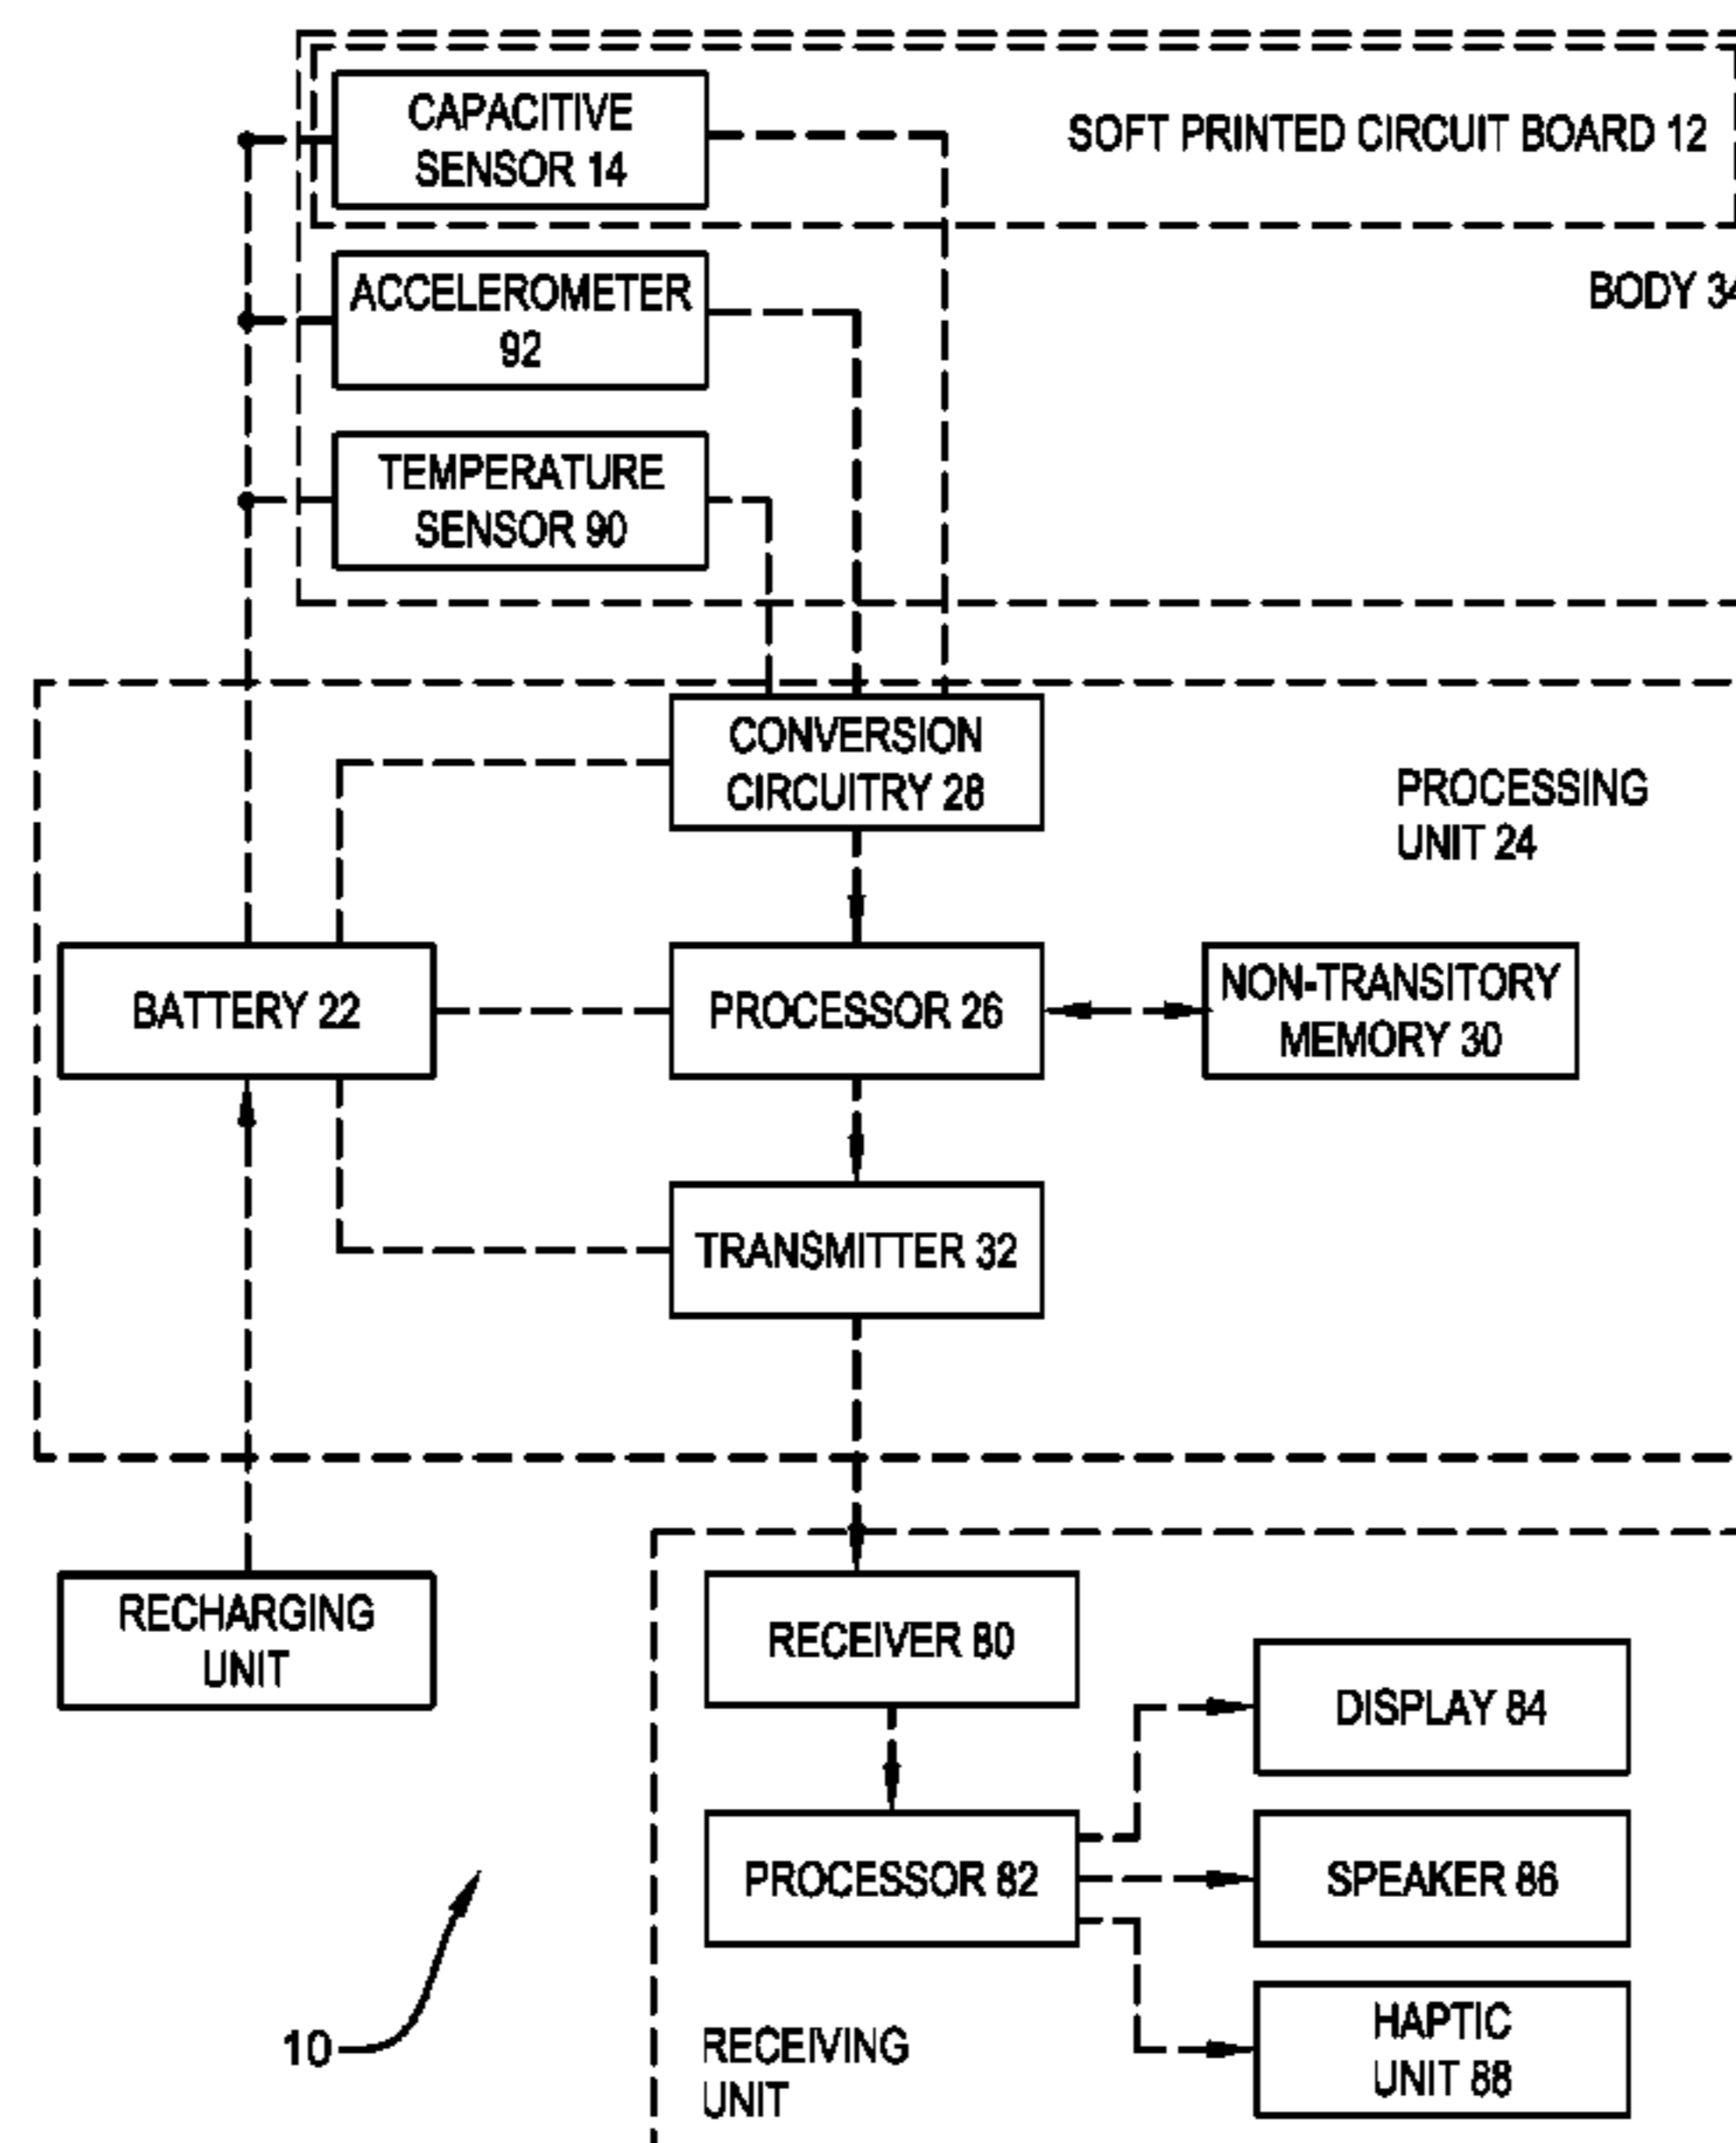 CAPACITIVE
SENSOR 14
SOFT PRINTED CIRCUIT BOARD 12
ACCELEROMETER
92
BODY 34
TEMPERATURE
SENSOR 90
CONVERSION
CIRCUITRY 28
PROCESSING
UNIT 24
BATTERY 22
PROCESSOR 26
NON-TRANSITORY
MEMORY 30
TRANSMITTER 32
RECHARGING
UNIT
RECEIVER 80
DISPLAY 84
PROCESSOR 82
SPEAKER 86
10
RECEIVING
UNIT
HAPTIC
UNIT 88